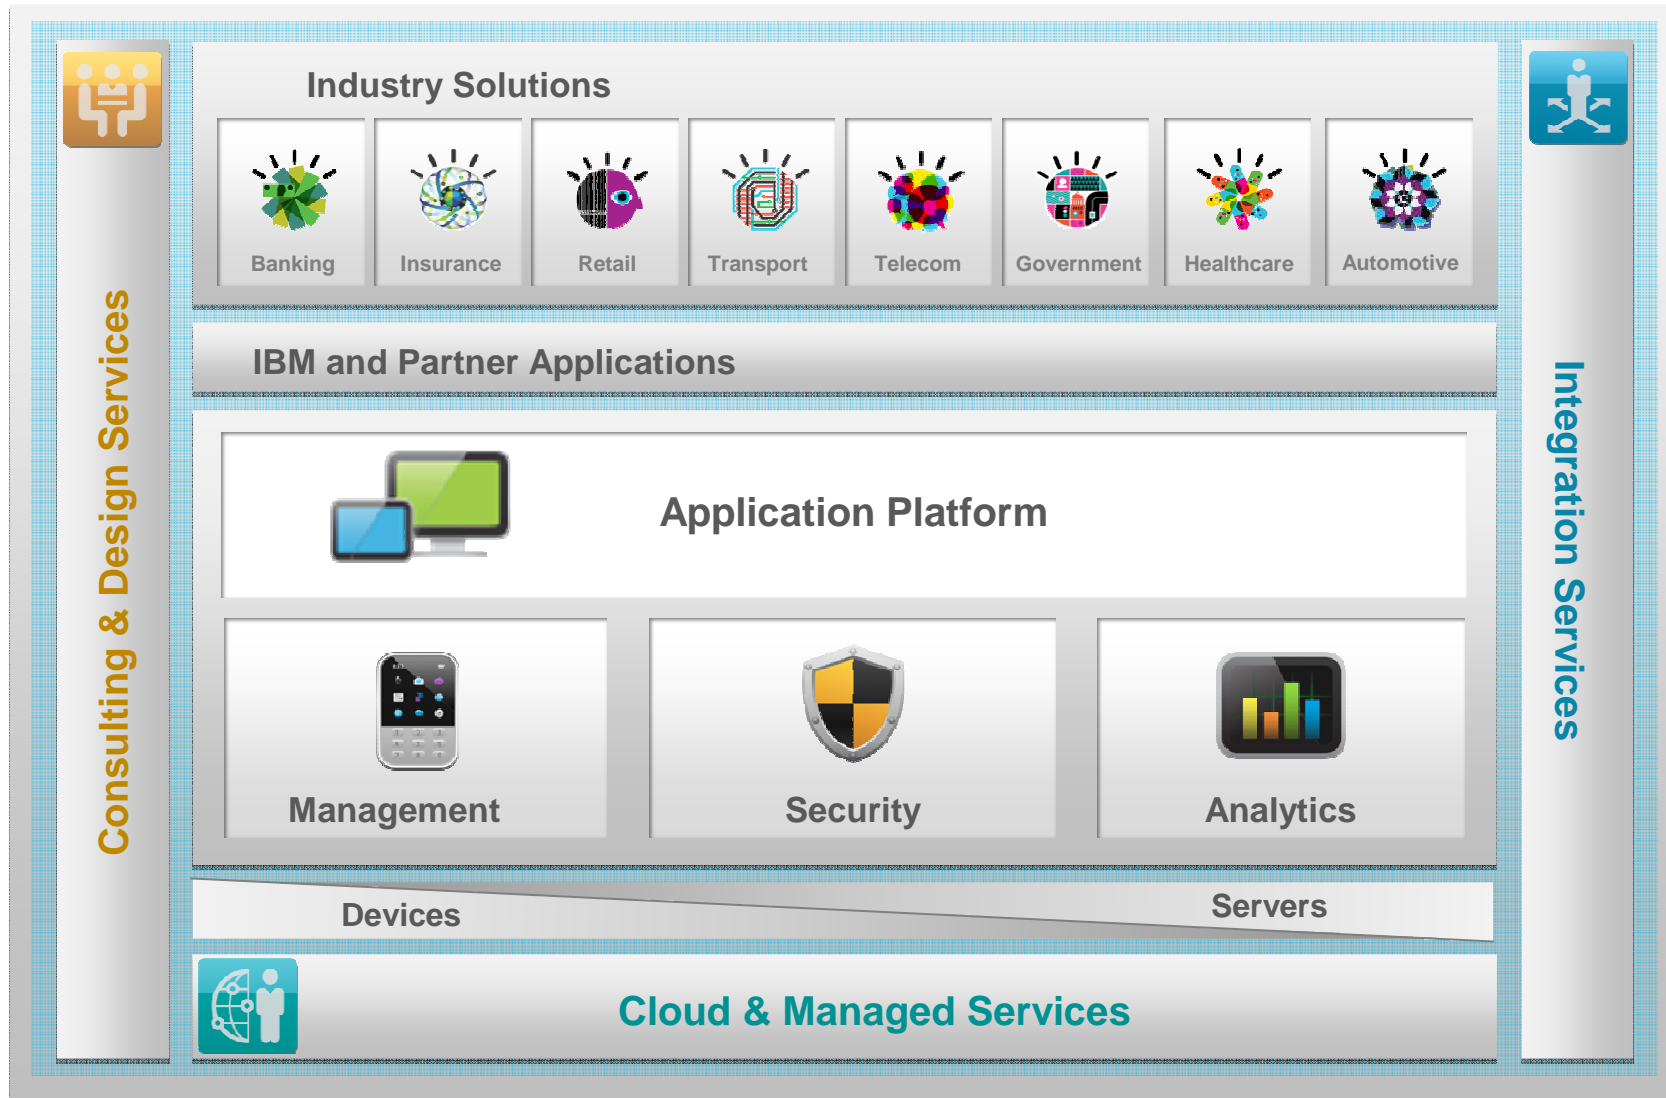 Industry Solutions
Banking
Insurance
Retail
Transport
Telecom
Government
Healthcare
Automotive
IBM and Partner Applications
Consulting & Design Services
Integration Services
Application Platform
Management
Security
Analytics
Devices
Servers
Cloud & Managed Services